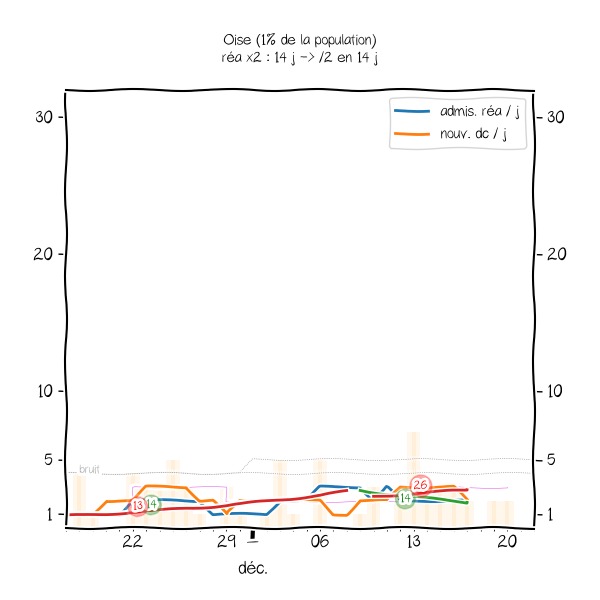 Oise (1% de la population)
réa x2 : 14 j -> /2 en 14 j
admis. réa / j
nouv. dc / j
30 30
20 20
10 10
5 5
bruit
1 1
13 14 14 26
22 29 06 13 20
déc.